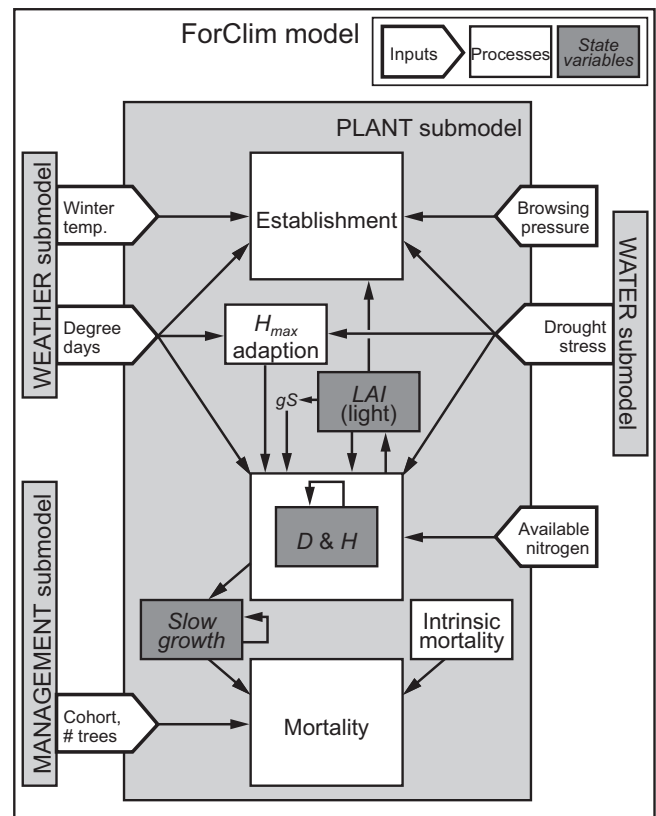 ForClim model
Inputs
Processes
State
variables
PLANT submodel
WEATHER submodel
Winter
temp.
Establishment
Browsing
pressure
WATER submodel
Degree
days
Hmax
adaption
Drought
stress
gS
LAI
(light)
D & H
Available
nitrogen
MANAGEMENT submodel
Slow
growth
Intrinsic
mortality
Cohort,
# trees
Mortality